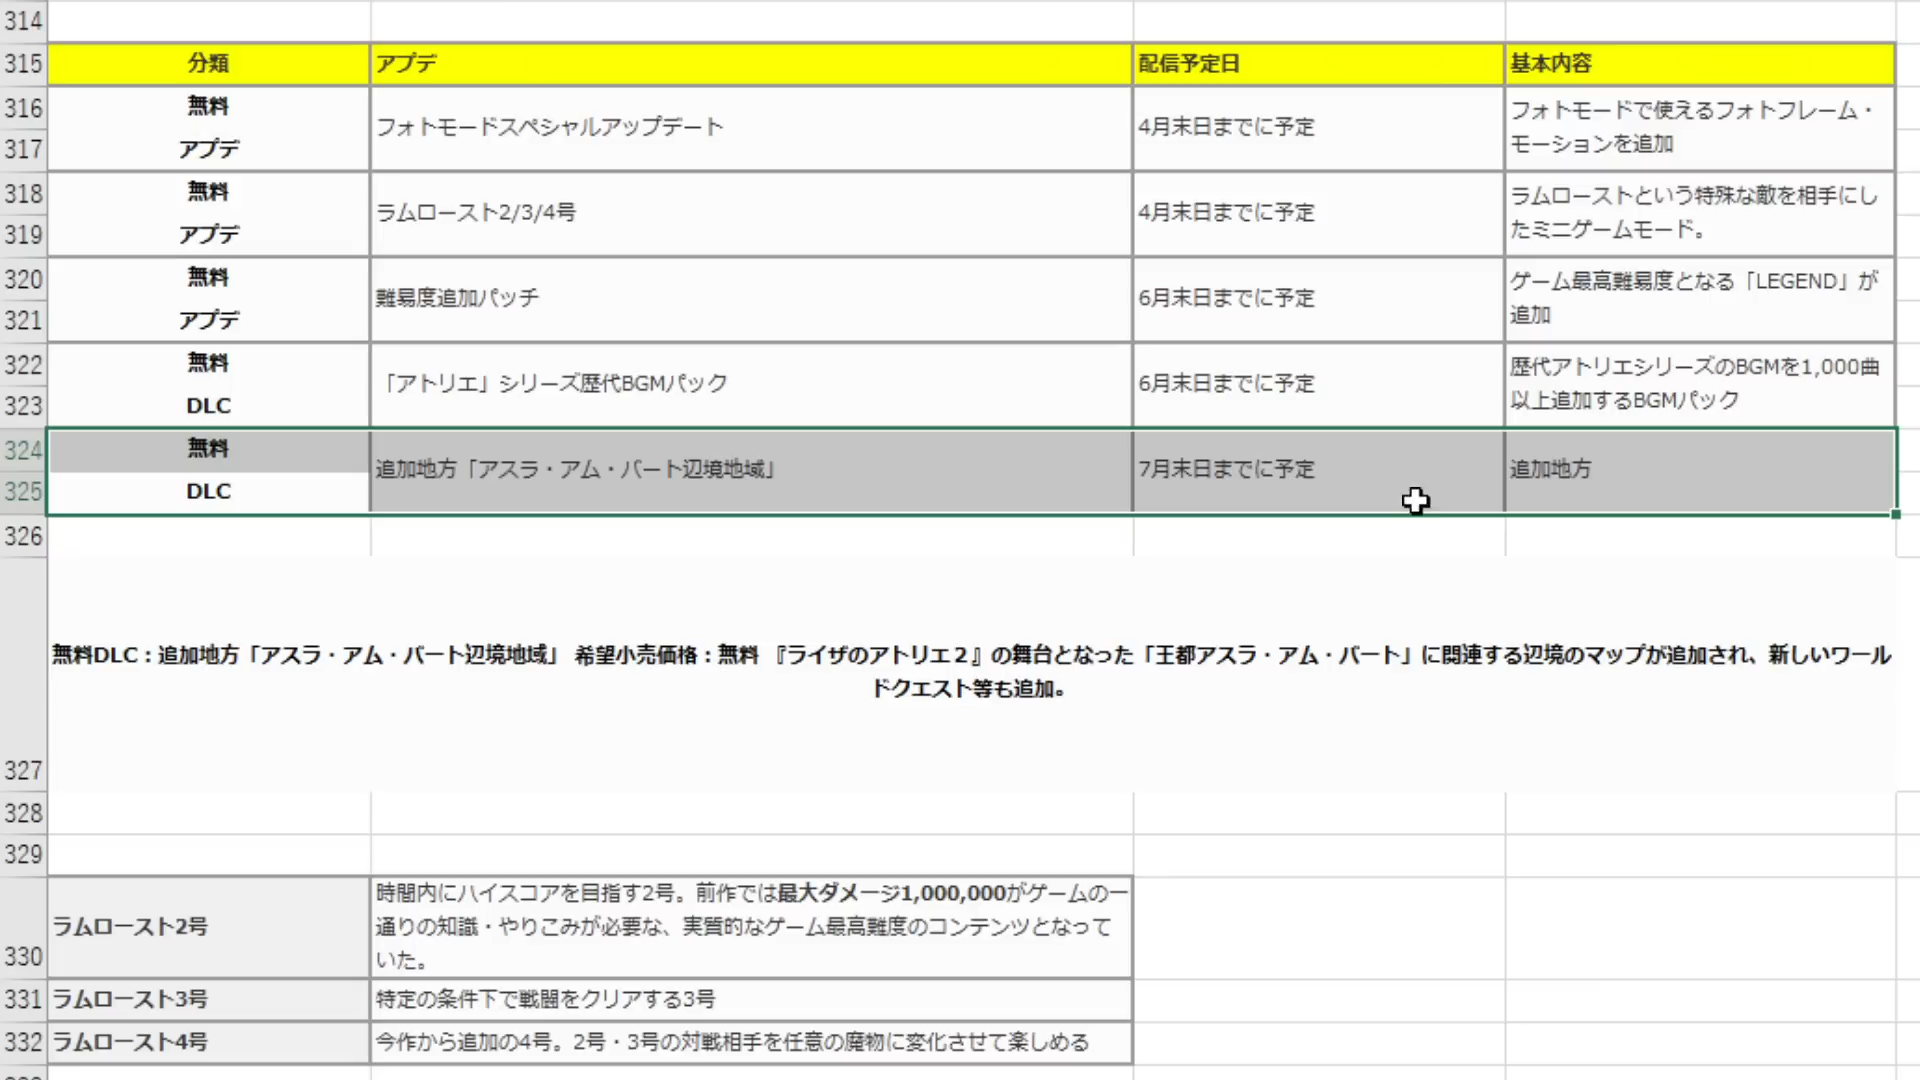 314
315 分類 アプデ 配信予定日 基本内容
316 無料 フォトモードスペシャルアップデート 4月末日までに予定 フォトモードで使えるフォトフレーム・
317 アプデ モーションを追加
318 無料 ラムロースト2/3/4号 4月末日までに予定 ラムローストという特殊な敵を相手にし
319 アプデ たミニゲームモード。
320 無料 難易度追加パッチ 6月末日までに予定 ゲーム最高難易度となる「LEGEND」が
321 アプデ 追加
322 無料 「アトリエ」シリーズ歴代BGMパック 6月末日までに予定 歴代アトリエシリーズのBGMを1,000曲
323 DLC 以上追加するBGMパック
324 無料 追加地方「アスラ・アム・バート辺境地域」 7月末日までに予定 追加地方
325 DLC
326
無料DLC：追加地方「アスラ・アム・バート辺境地域」 希望小売価格：無料 『ライザのアトリエ２』の舞台となった「王都アスラ・アム・バート」に関連する辺境のマップが追加され、新しいワール
ドクエスト等も追加。
327
328
329
時間内にハイスコアを目指す2号。前作では最大ダメージ1,000,000がゲームの一
ラムロースト2号 通りの知識・やりこみが必要な、実質的なゲーム最高難度のコンテンツとなって
330 いた。
331 ラムロースト3号 特定の条件下で戦闘をクリアする3号
332 ラムロースト4号 今作から追加の4号。2号・3号の対戦相手を任意の魔物に変化させて楽しめる